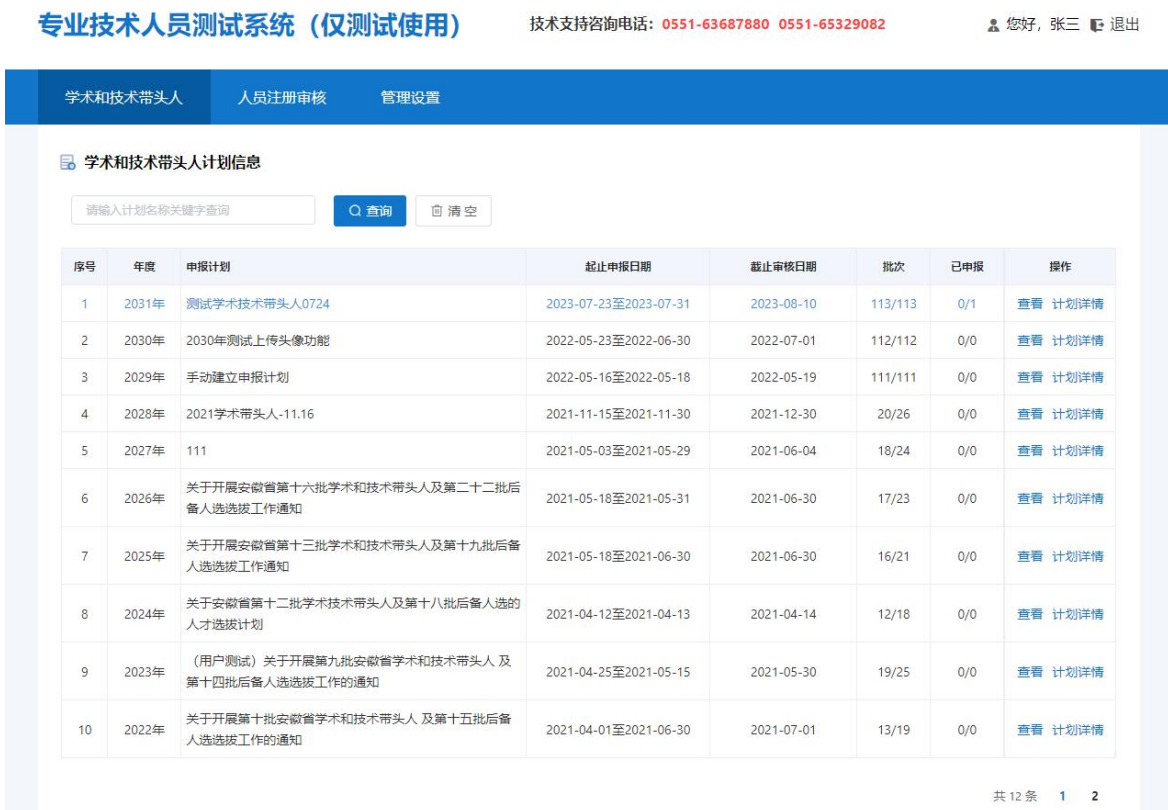 专业技术人员测试系统（仅测试使用） 技术支持咨询电话：0551-63687880 0551-65329082 您好，张三 退出
学术和技术带头人 人员注册审核 管理设置
学术和技术带头人计划信息
请输入计划名称关键字查询 查询 清空
序号 年度 申报计划 起止申报日期 截止审核日期 批次 已申报 操作
1 2031年 测试学术技术带头人0724 2023-07-23至2023-07-31 2023-08-10 113/113 0/1 查看 计划详情
2 2030年 2030年测试上传头像功能 2022-05-23至2022-06-30 2022-07-01 112/112 0/0 查看 计划详情
3 2029年 手动建立申报计划 2022-05-16至2022-05-18 2022-05-19 111/111 0/0 查看 计划详情
4 2028年 2021学术带头人-11.16 2021-11-15至2021-11-30 2021-12-30 20/26 0/0 查看 计划详情
5 2027年 111 2021-05-03至2021-05-29 2021-06-04 18/24 0/0 查看 计划详情
关于开展安徽省第十六批学术和技术带头人及第二十二批后
6 2026年 2021-05-18至2021-05-31 2021-06-30 17/23 0/0 查看 计划详情
备人选选拔工作通知
关于开展安徽省第十三批学术和技术带头人及第十九批后备
7 2025年 2021-05-18至2021-06-30 2021-06-30 16/21 0/0 查看 计划详情
人选选拔工作通知
关于安徽省第十二批学术技术带头人及第十八批后备人选的
8 2024年 2021-04-12至2021-04-13 2021-04-14 12/18 0/0 查看 计划详情
人才选拔计划
（用户测试）关于开展第九批安徽省学术和技术带头人 及
9 2023年 2021-04-25至2021-05-15 2021-05-30 19/25 0/0 查看 计划详情
第十四批后备人选选拔工作的通知
关于开展第十批安徽省学术和技术带头人 及第十五批后备
10 2022年 2021-04-01至2021-06-30 2021-07-01 13/19 0/0 查看 计划详情
人选选拔工作的通知
共 12 条 1 2